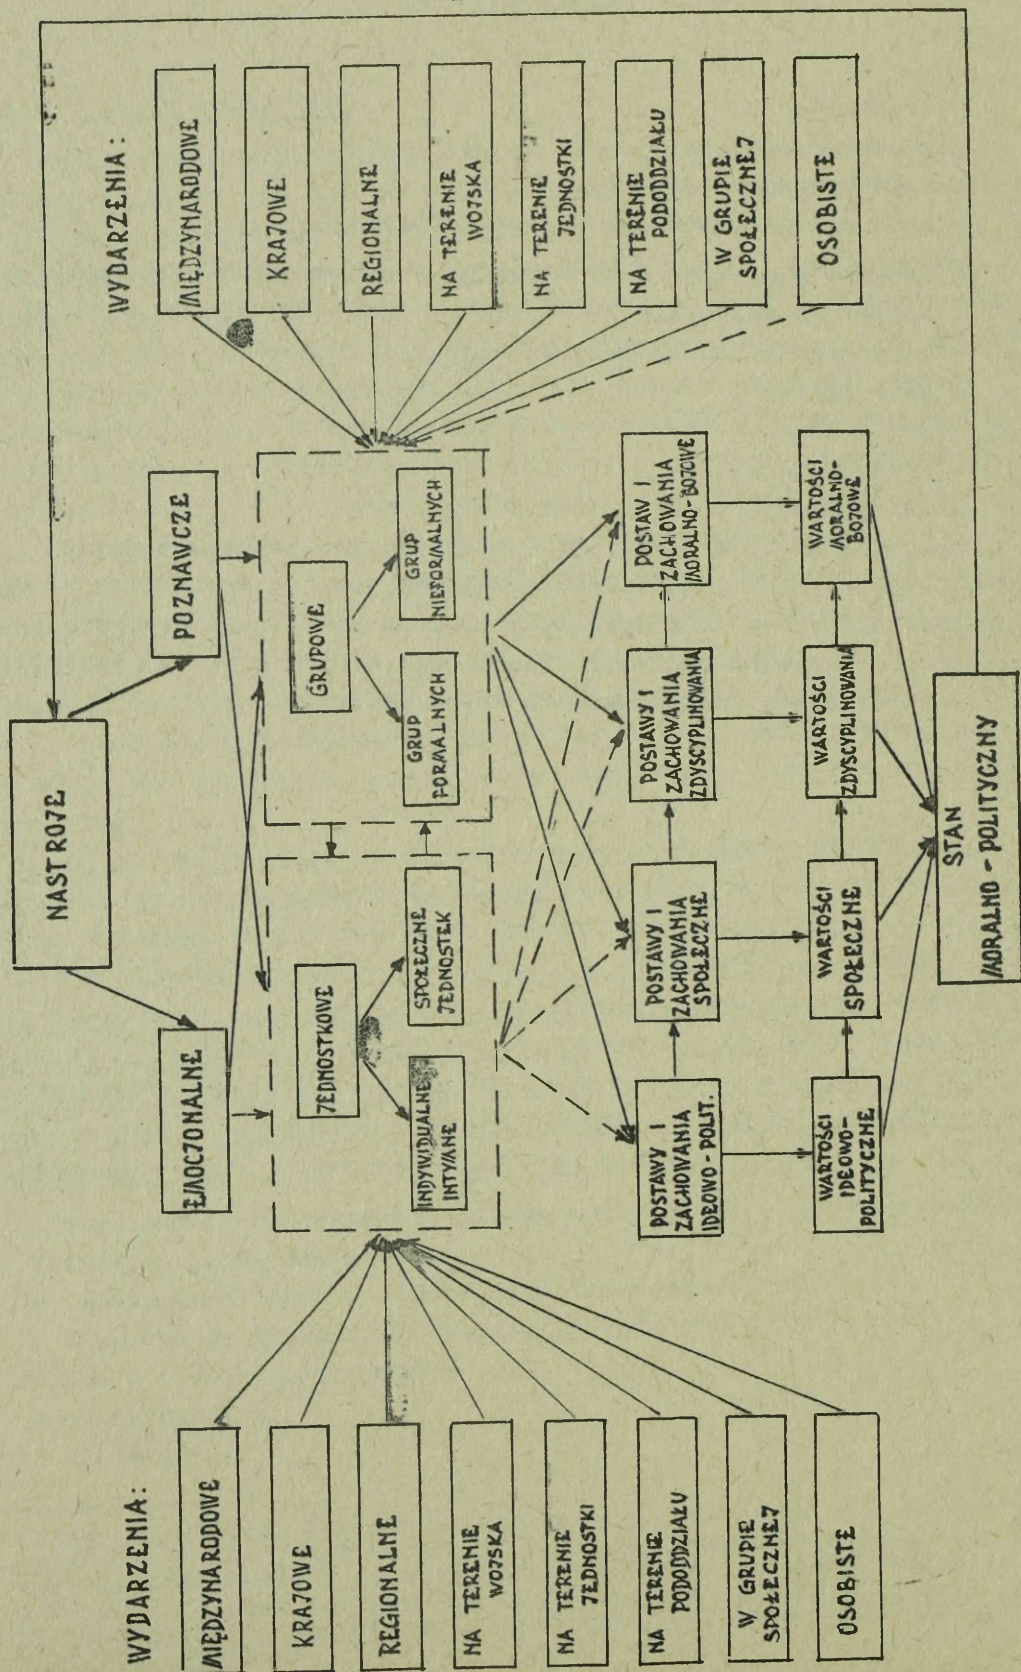 NASTROJE
WYDARZENIA:
EMOCJONALNE
POZNAWCZE
WYDARZENIA:
MIĘDZYNARODOWE
KRAJOWE
REGIONALNE
NA TERENIE
WOJSKA
NA TERENIE
JEDNOSTKI
NA TERENIE
PODODDZIAŁU
W GRUPIE
SPOŁECZNEJ
OSOBISTE
JEDNOSTKOWE
INDYWIDUALNE
INTYMNE
SPOŁECZNE
JEDNOSTEK
GRUPOWE
GRUP
FORMALNYCH
GRUP
NIEFORMALNYCH
MIĘDZYNARODOWE
KRAJOWE
REGIONALNE
NA TERENIE
WOJSKA
NA TERENIE
JEDNOSTKI
NA TERENIE
PODODDZIAŁU
W GRUPIE
SPOŁECZNEJ
OSOBISTE
POSTAWY I
ZACHOWANIA
IDEOWO-POLIT.
POSTAWY I
ZACHOWANIA
SPOŁECZNE
POSTAWY I
ZACHOWANIA
ZDYSCYPLINOWANIA
POSTAW I
ZACHOWANIA
MORALNO-BOJOWE
WARTOŚCI
IDEOWO-
POLITYCZNE
WARTOŚCI
SPOŁECZNE
WARTOŚCI
ZDYSCYPLINOWANIA
WARTOŚCI
MORALNO-
BOJOWE
STAN
MORALNO-POLITYCZNY